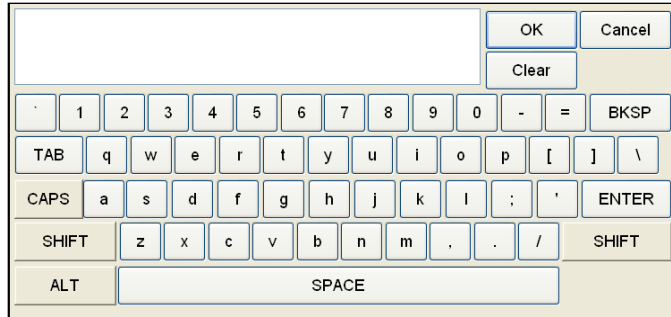 OK Cancel
Clear
` 1 2 3 4 5 6 7 8 9 0 - = BKSP
TAB q w e r t y u i o p [ ] \
CAPS a s d f g h j k l ; ' ENTER
SHIFT z x c v b n m , . / SHIFT
ALT SPACE